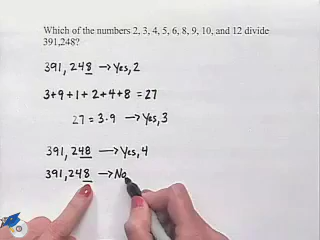 Which of the numbers 2, 3, 4, 5, 6, 8, 9, 10, and 12 divide
391,248?
391,248 → Yes, 2
3+9+1+2+4+8 = 27
27 = 3·9 → Yes, 3
391,248 → Yes, 4
391,248 → No